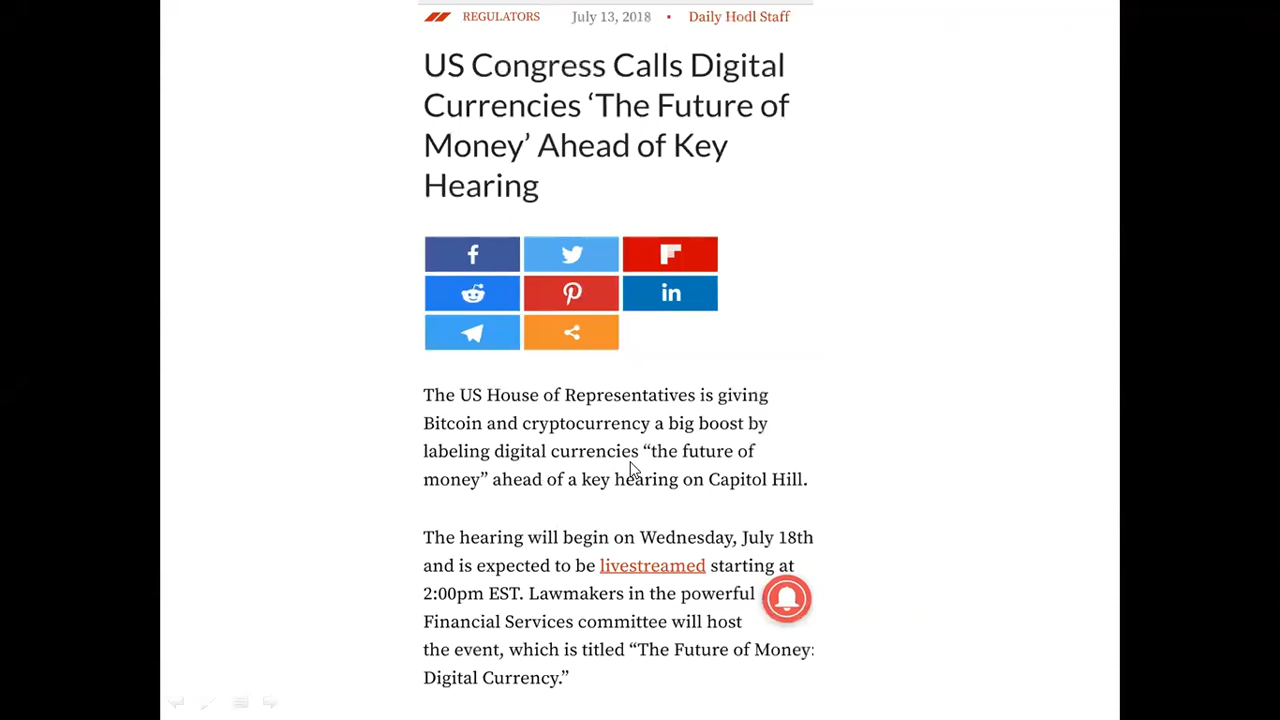 REGULATORS July 13, 2018 • Daily Hodl Staff
US Congress Calls Digital
Currencies ‘The Future of
Money’ Ahead of Key
Hearing
The US House of Representatives is giving
Bitcoin and cryptocurrency a big boost by
labeling digital currencies “the future of
money” ahead of a key hearing on Capitol Hill.
The hearing will begin on Wednesday, July 18th
and is expected to be livestreamed starting at
2:00pm EST. Lawmakers in the powerful
Financial Services committee will host
the event, which is titled “The Future of Money:
Digital Currency.”